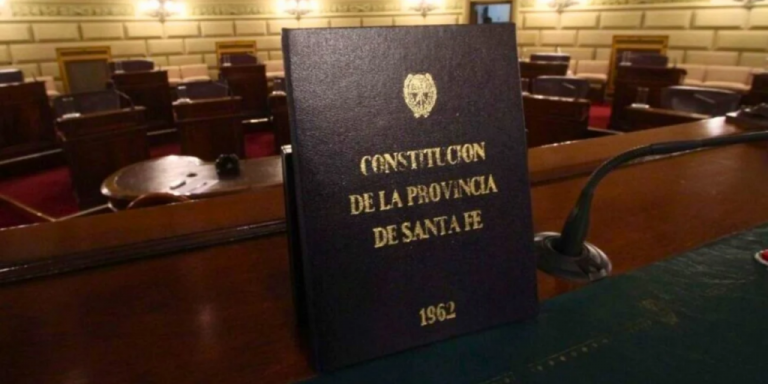 CONSTITUCION
DE LA PROVINCIA
DE SANTA FE
1962